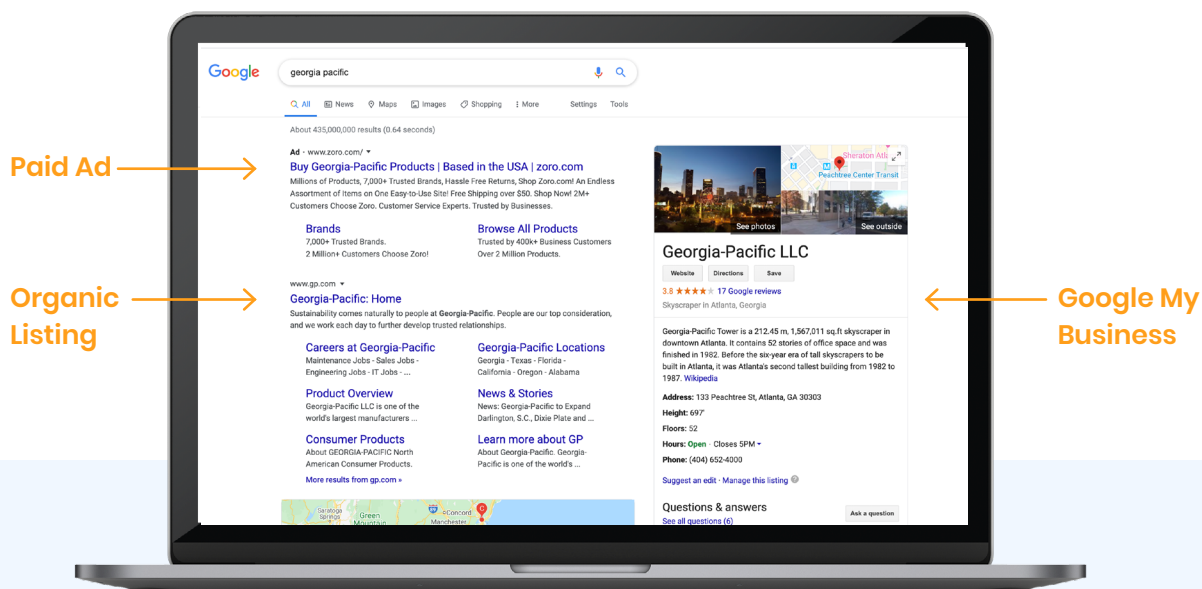 Google
georgia pacific
All News Maps Images Shopping More Settings Tools
About 435,000,000 results (0.64 seconds)
Paid Ad
Ad · www.zoro.com/
Buy Georgia-Pacific Products | Based in the USA | zoro.com
Millions of Products, 7,000+ Trusted Brands, Hassle Free Returns, Shop Zoro.com! An Endless
Assortment of Items on One Easy-to-Use Site! Free Shipping over $50. Shop Now! 2M+
Customers Choose Zoro. Customer Service Experts. Trusted by Businesses.
Brands
7,000+ Trusted Brands.
2 Million+ Customers Choose Zoro!
Browse All Products
Trusted by 400k+ Business Customers
Over 2 Million Products.
Organic
Listing
www.gp.com
Georgia-Pacific: Home
Sustainability comes naturally to people at Georgia-Pacific. People are our top consideration,
and we work each day to further develop trusted relationships.
Careers at Georgia-Pacific
Maintenance Jobs - Sales Jobs -
Engineering Jobs - IT Jobs - ...
Georgia-Pacific Locations
Georgia - Texas - Florida -
California - Oregon - Alabama
Product Overview
Georgia-Pacific LLC is one of the
world's largest manufacturers ...
News & Stories
News: Georgia-Pacific to Expand
Darlington, S.C., Dixie Plate and ...
Consumer Products
About GEORGIA-PACIFIC North
American Consumer Products.
Learn more about GP
About Georgia-Pacific. Georgia-
Pacific is one of the world's ...
More results from gp.com »
Saratoga
Springs
Green
Mountain
Concord
Manchester
C
Google My
Business
Sheraton Atl
Peachtree Center Transit
See photos
See outside
Georgia-Pacific LLC
Website Directions Save
3.8 ★★★★★ 17 Google reviews
Skyscraper in Atlanta, Georgia
Georgia-Pacific Tower is a 212.45 m, 1,567,011 sq.ft skyscraper in
downtown Atlanta. It contains 52 stories of office space and was
finished in 1982. Before the six-year era of tall skyscrapers to be
built in Atlanta, it was Atlanta's second tallest building from 1982 to
1987. Wikipedia
Address: 133 Peachtree St, Atlanta, GA 30303
Height: 697'
Floors: 52
Hours: Open · Closes 5PM
Phone: (404) 652-4000
Suggest an edit · Manage this listing
Questions & answers
See all questions (6)
Ask a question